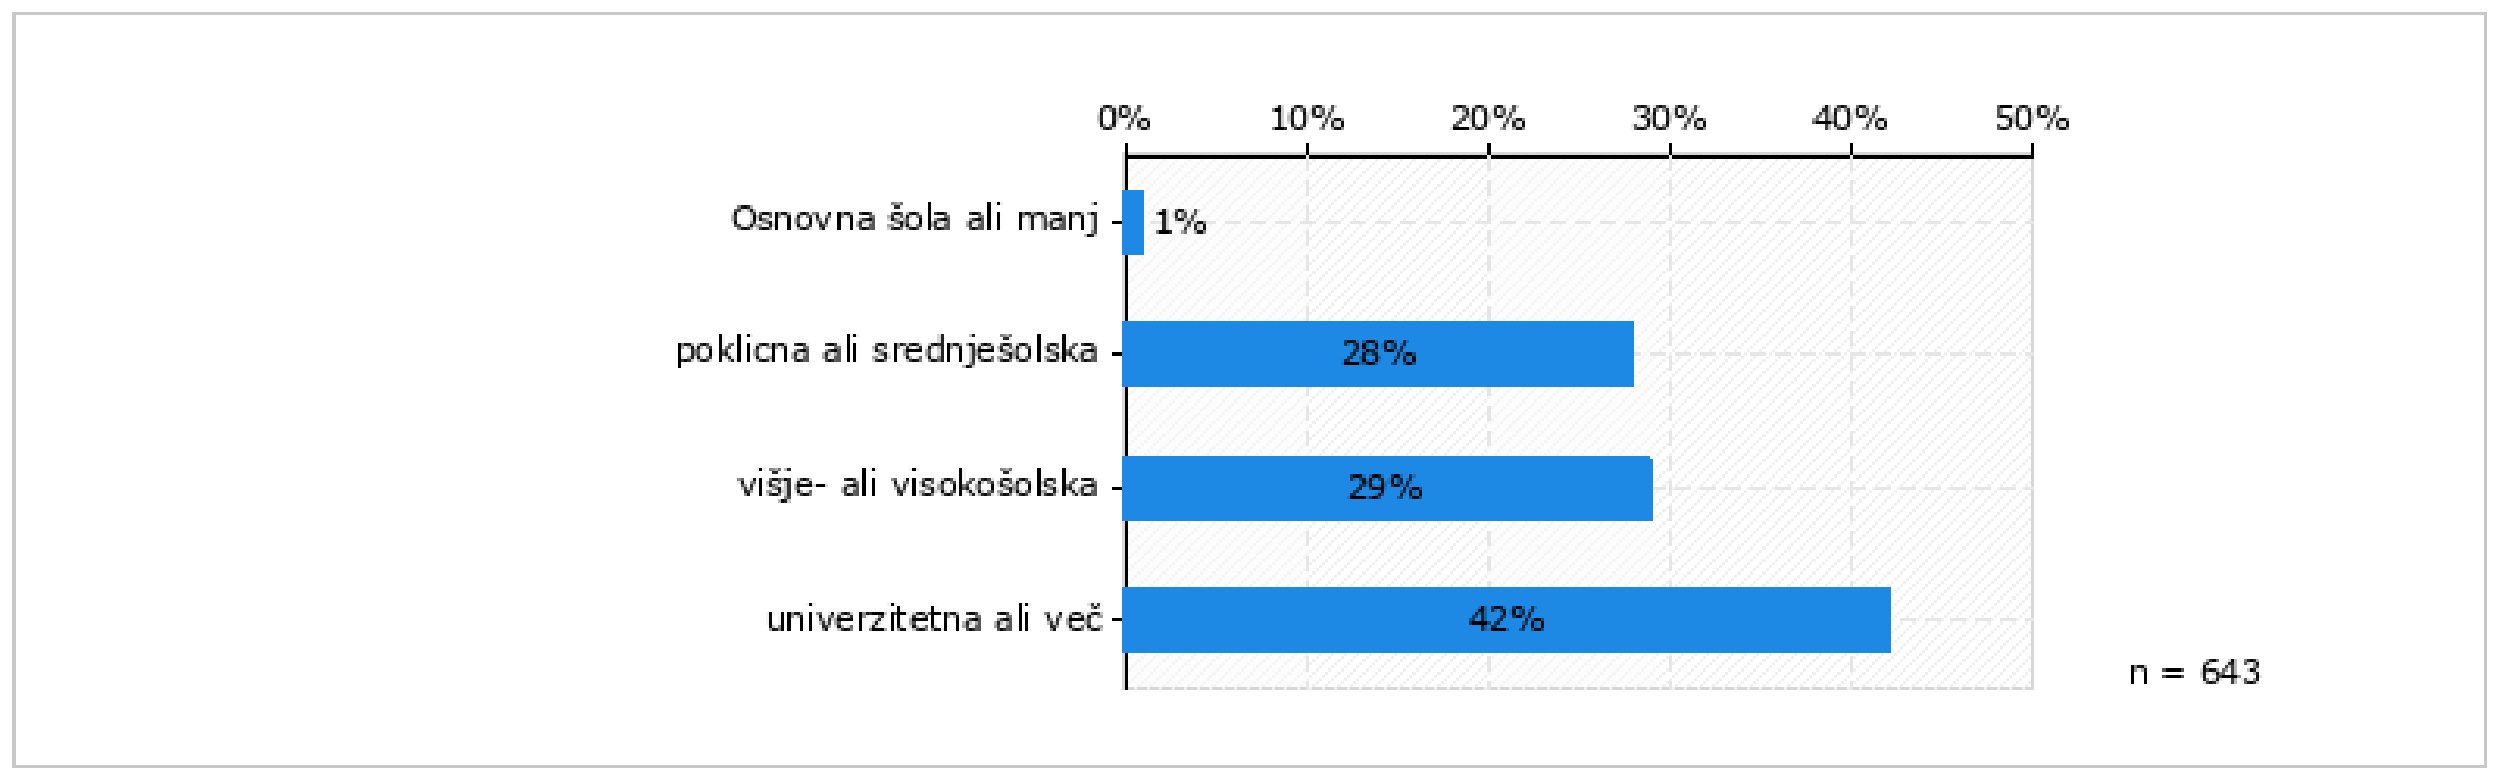 0% 10% 20% 30% 40% 50%
Osnovna šola ali manj 1%
poklicna ali srednješolska 28%
višje- ali visokošolska 29%
univerzitetna ali več 42%
n = 643